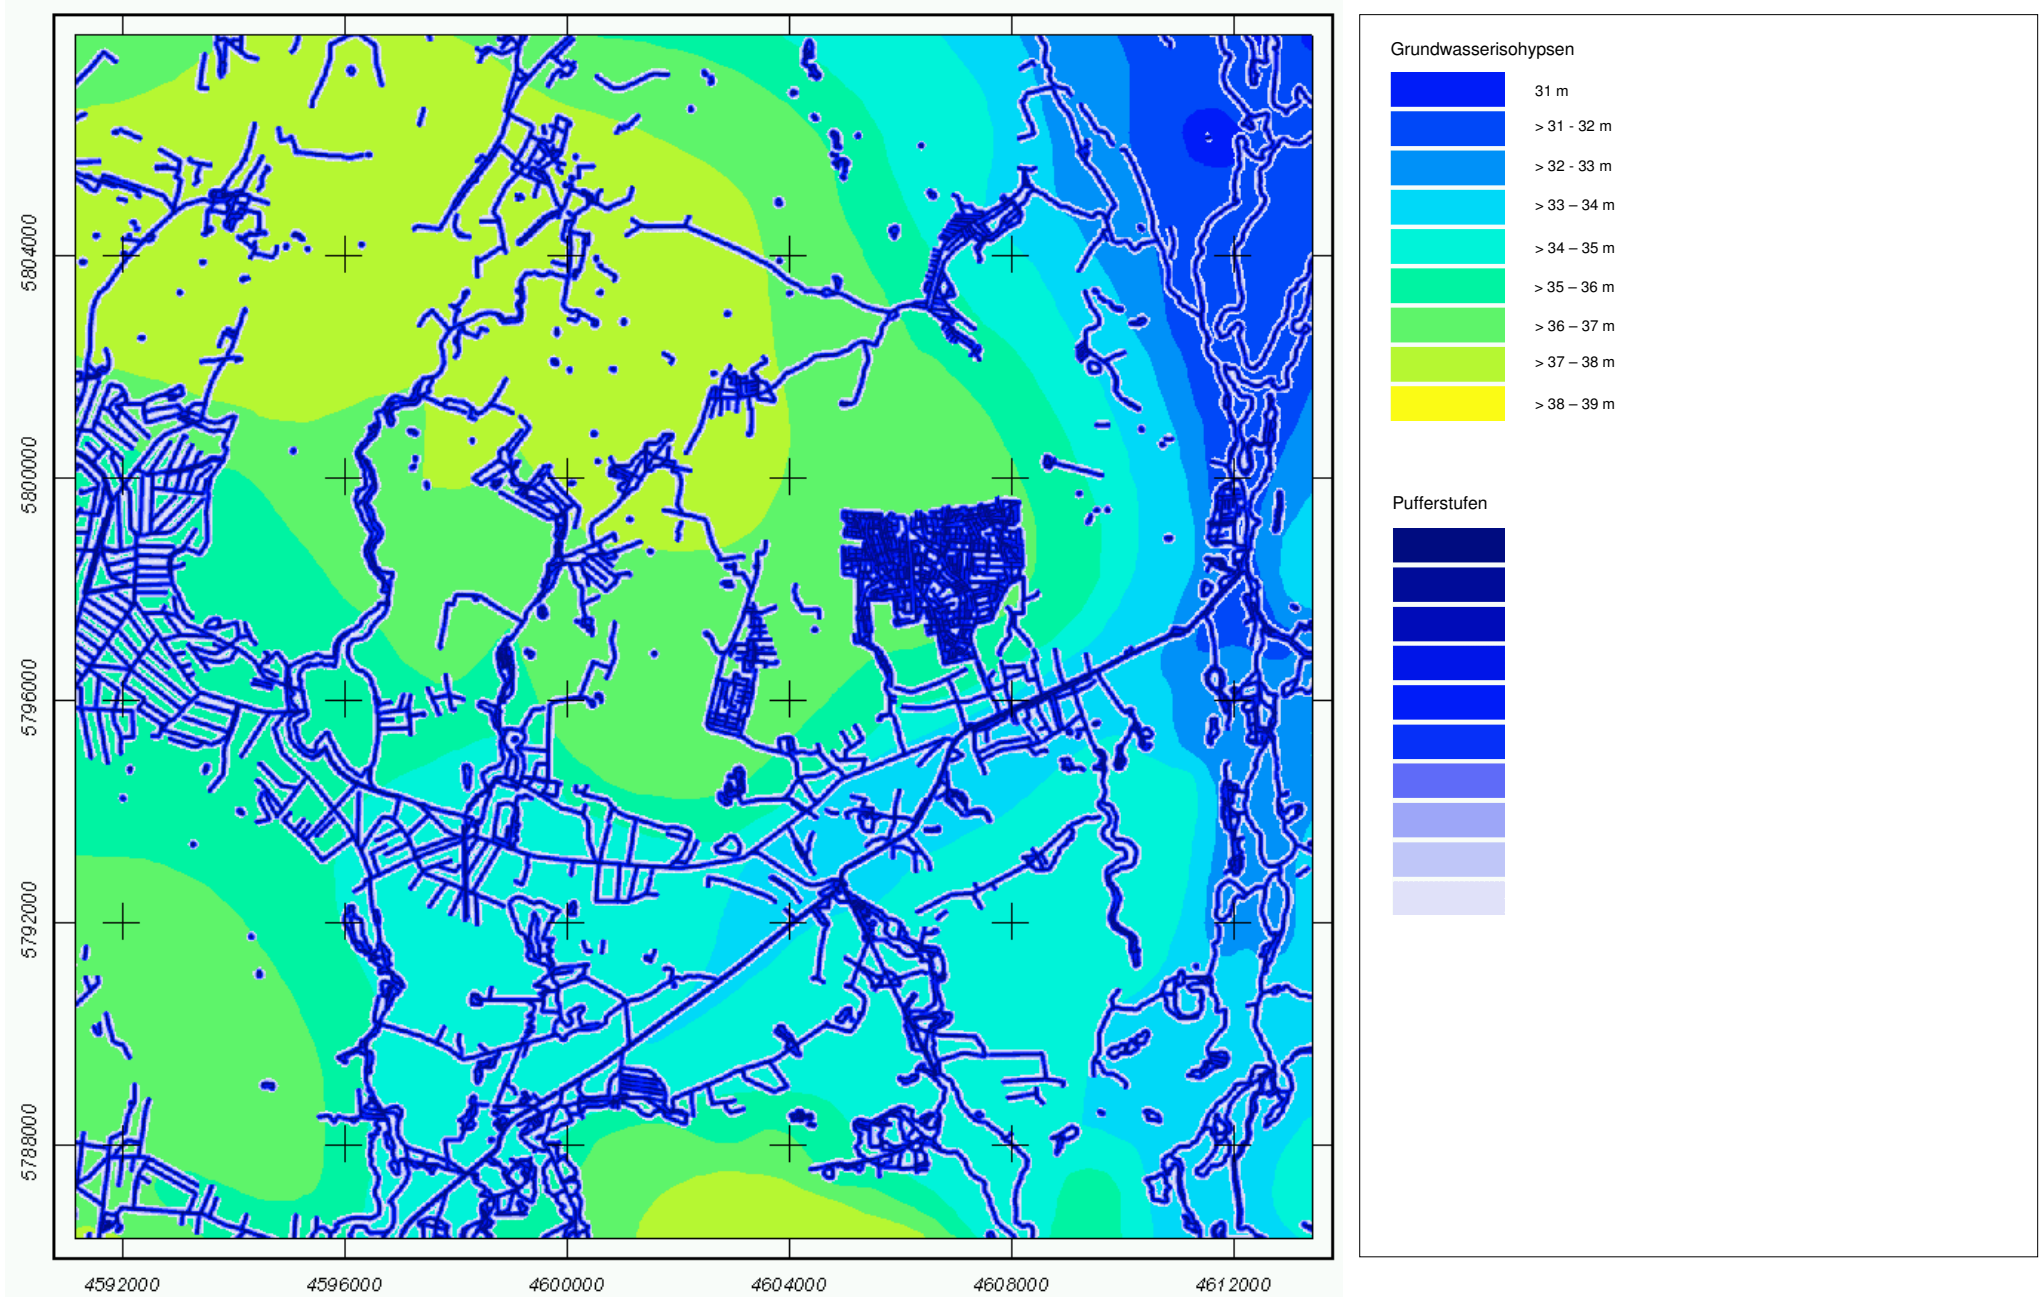 Grundwasserisohypsen
31 m
> 31 - 32 m
> 32 - 33 m
> 33 – 34 m
> 34 – 35 m
> 35 – 36 m
> 36 – 37 m
> 37 – 38 m
> 38 – 39 m
Pufferstufen
5804000
5800000
5796000
5792000
5788000
4592000 4596000 4600000 4604000 4608000 4612000